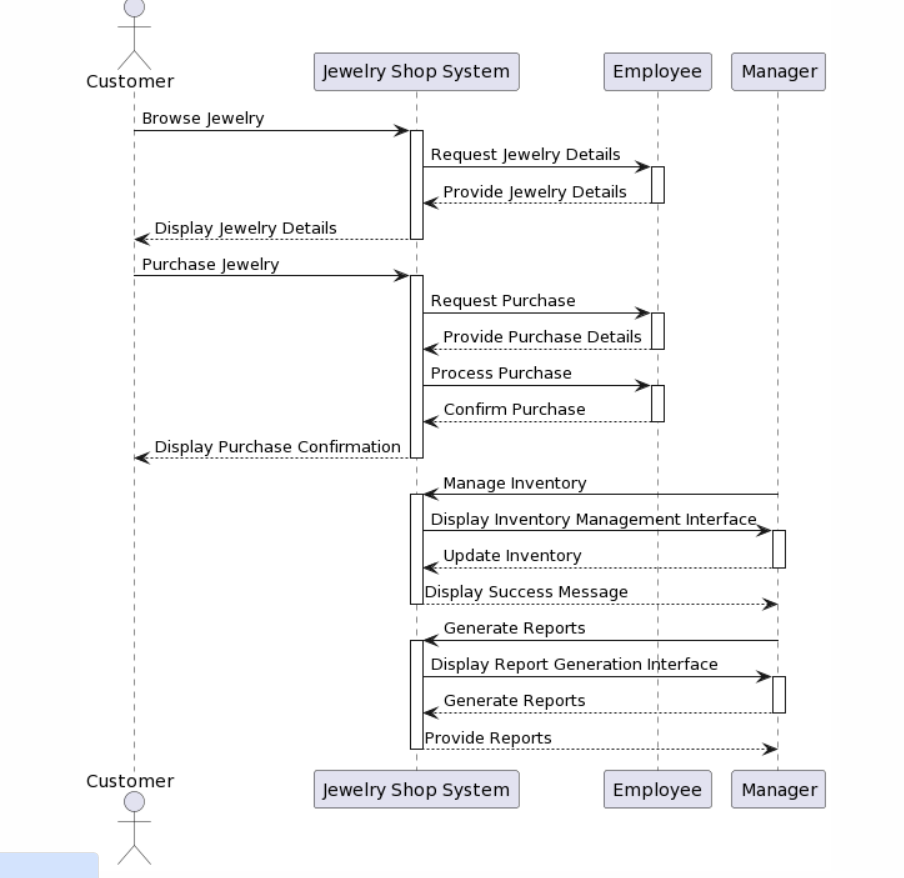 Customer
Jewelry Shop System
Employee
Manager
Browse Jewelry
Request Jewelry Details
Provide Jewelry Details
Display Jewelry Details
Purchase Jewelry
Request Purchase
Provide Purchase Details
Process Purchase
Confirm Purchase
Display Purchase Confirmation
Manage Inventory
Display Inventory Management Interface
Update Inventory
Display Success Message
Generate Reports
Display Report Generation Interface
Generate Reports
Provide Reports
Customer
Jewelry Shop System
Employee
Manager